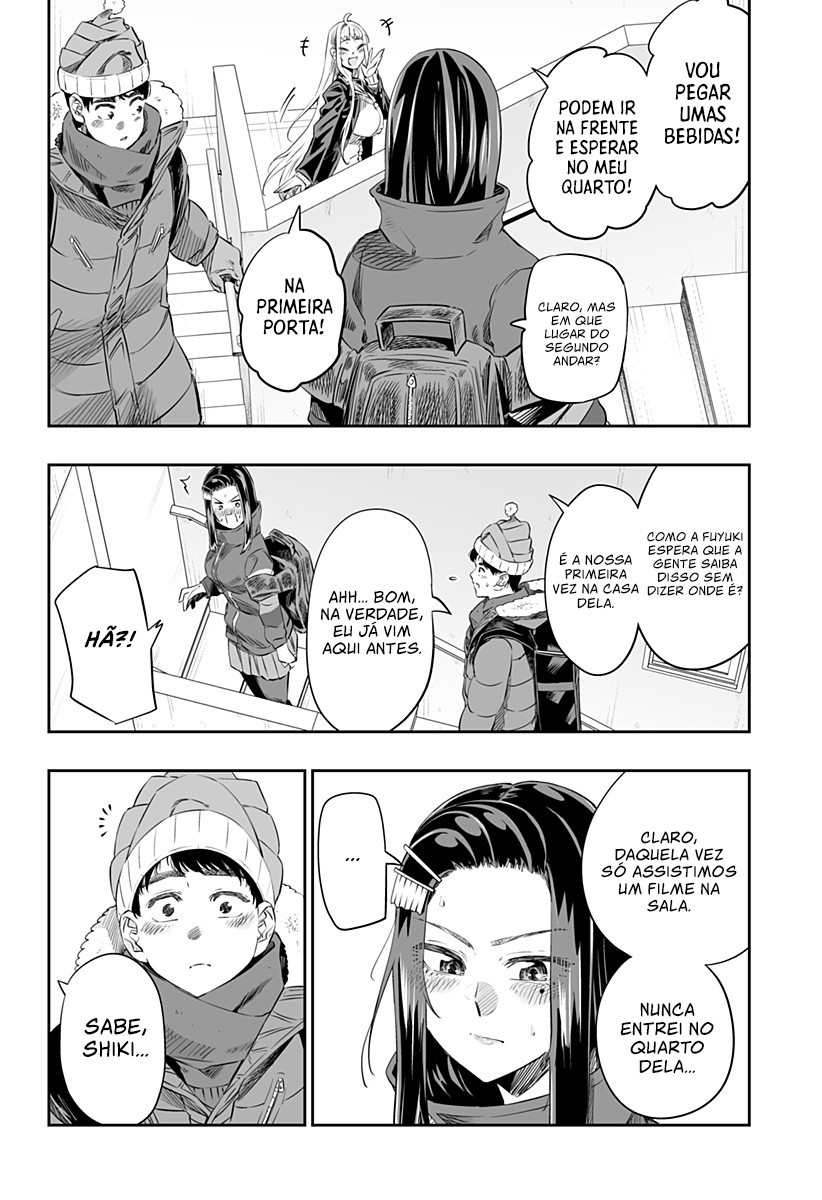 VOU
PEGAR
UMAS
BEBIDAS!
PODEM IR
NA FRENTE
E ESPERAR
NO MEU
QUARTO!
CLARO, MAS
EM QUE
LUGAR DO
SEGUNDO
ANDAR?
NA
PRIMEIRA
PORTA!
COMO A FUYUKI
ESPERA QUE A
GENTE SAIBA
DISSO SEM
DIZER ONDE É?
É A NOSSA
PRIMEIRA
VEZ NA CASA
DELA.
AHH... BOM,
NA VERDADE,
EU JÁ VIM
AQUI ANTES.
HÃ?!
CLARO,
DAQUELA VEZ
SÓ ASSISTIMOS
UM FILME NA
SALA.
NUNCA
ENTREI NO
QUARTO
DELA...
...
SABE,
SHIKI...